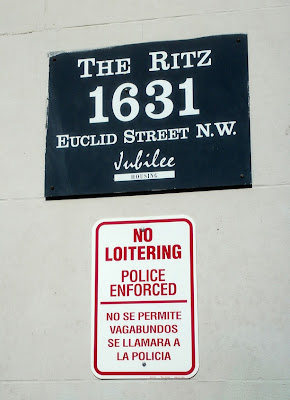 THE RITZ
1631
EUCLID STREET N.W.
Jubilee
HOUSING
NO
LOITERING
POLICE
ENFORCED
NO SE PERMITE
VAGABUNDOS
SE LLAMARA A
LA POLICIA